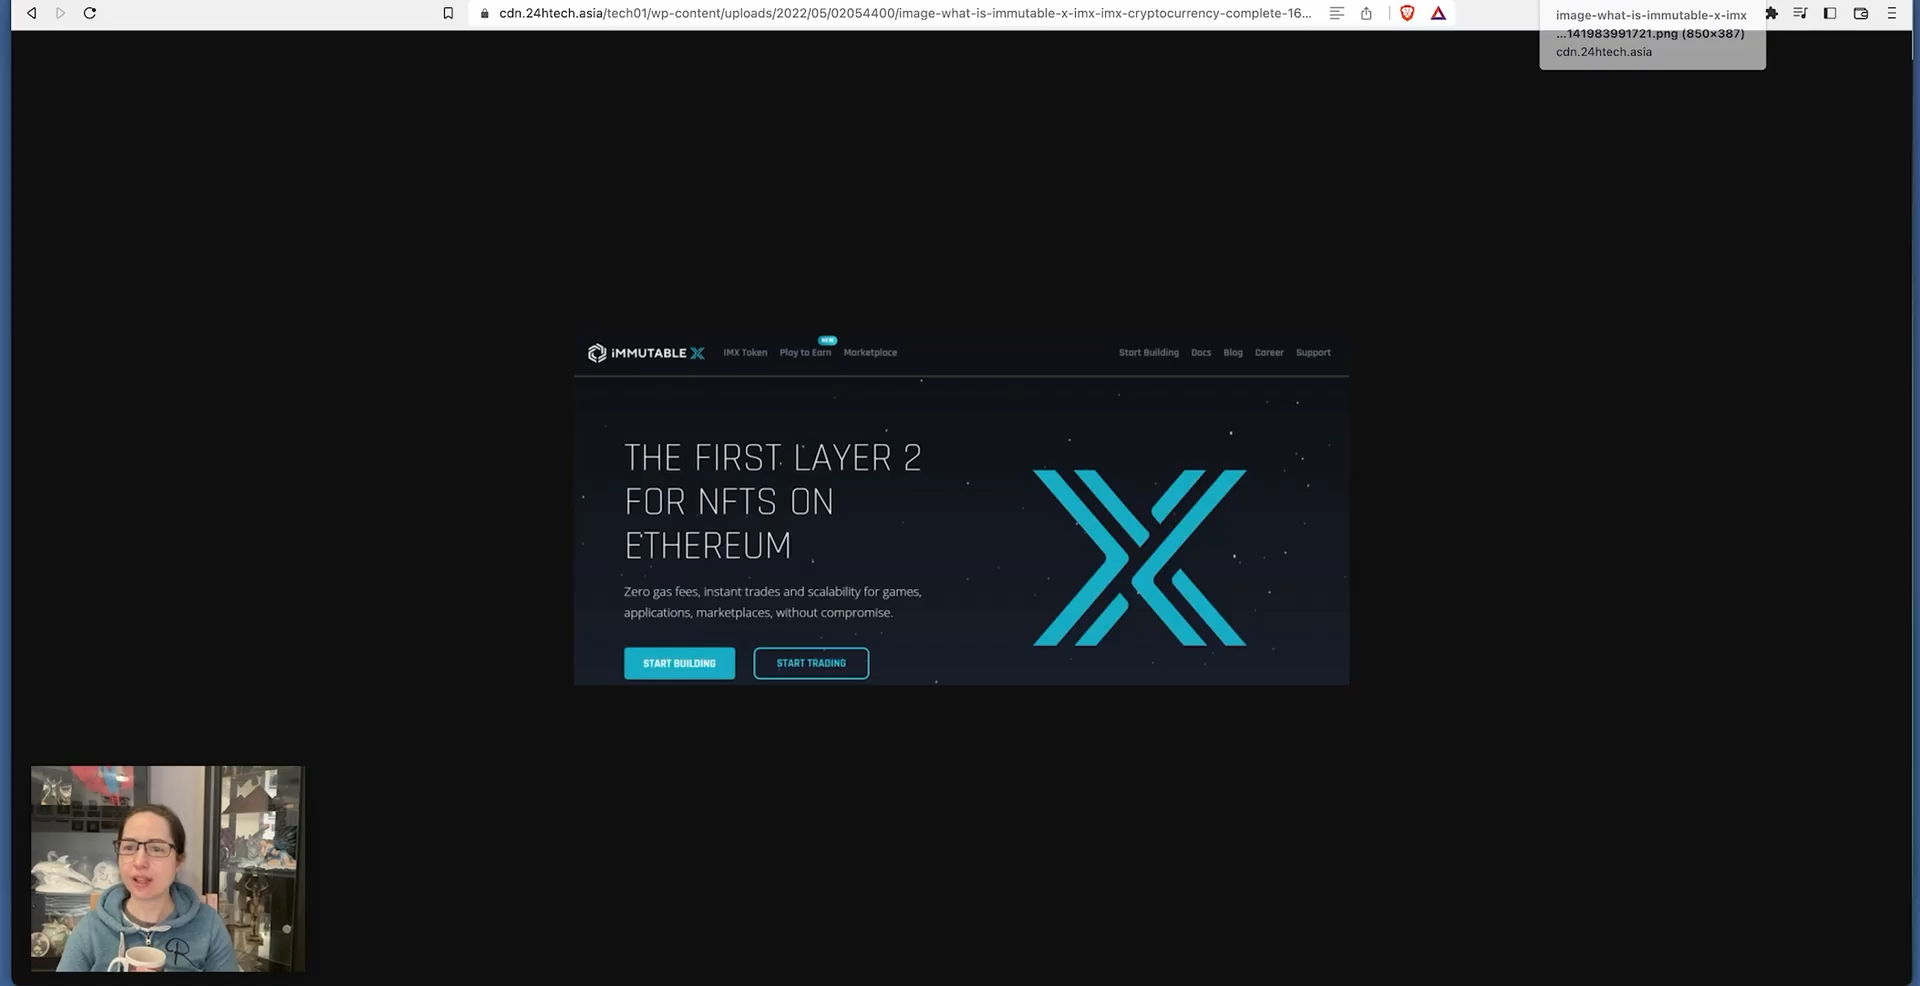 cdn.24htech.asia/tech01/wp-content/uploads/2022/05/02054400/image-what-is-immutable-x-imx-imx-cryptocurrency-complete-16...
image-what-is-immutable-x-imx
...141983991721.png (850×387)
cdn.24htech.asia
IMMUTABLE X
IMX Token
Play to Earn
NEW
Marketplace
Start Building
Docs
Blog
Career
Support
THE FIRST LAYER 2
FOR NFTS ON
ETHEREUM
Zero gas fees, instant trades and scalability for games,
applications, marketplaces, without compromise.
START BUILDING
START TRADING
R